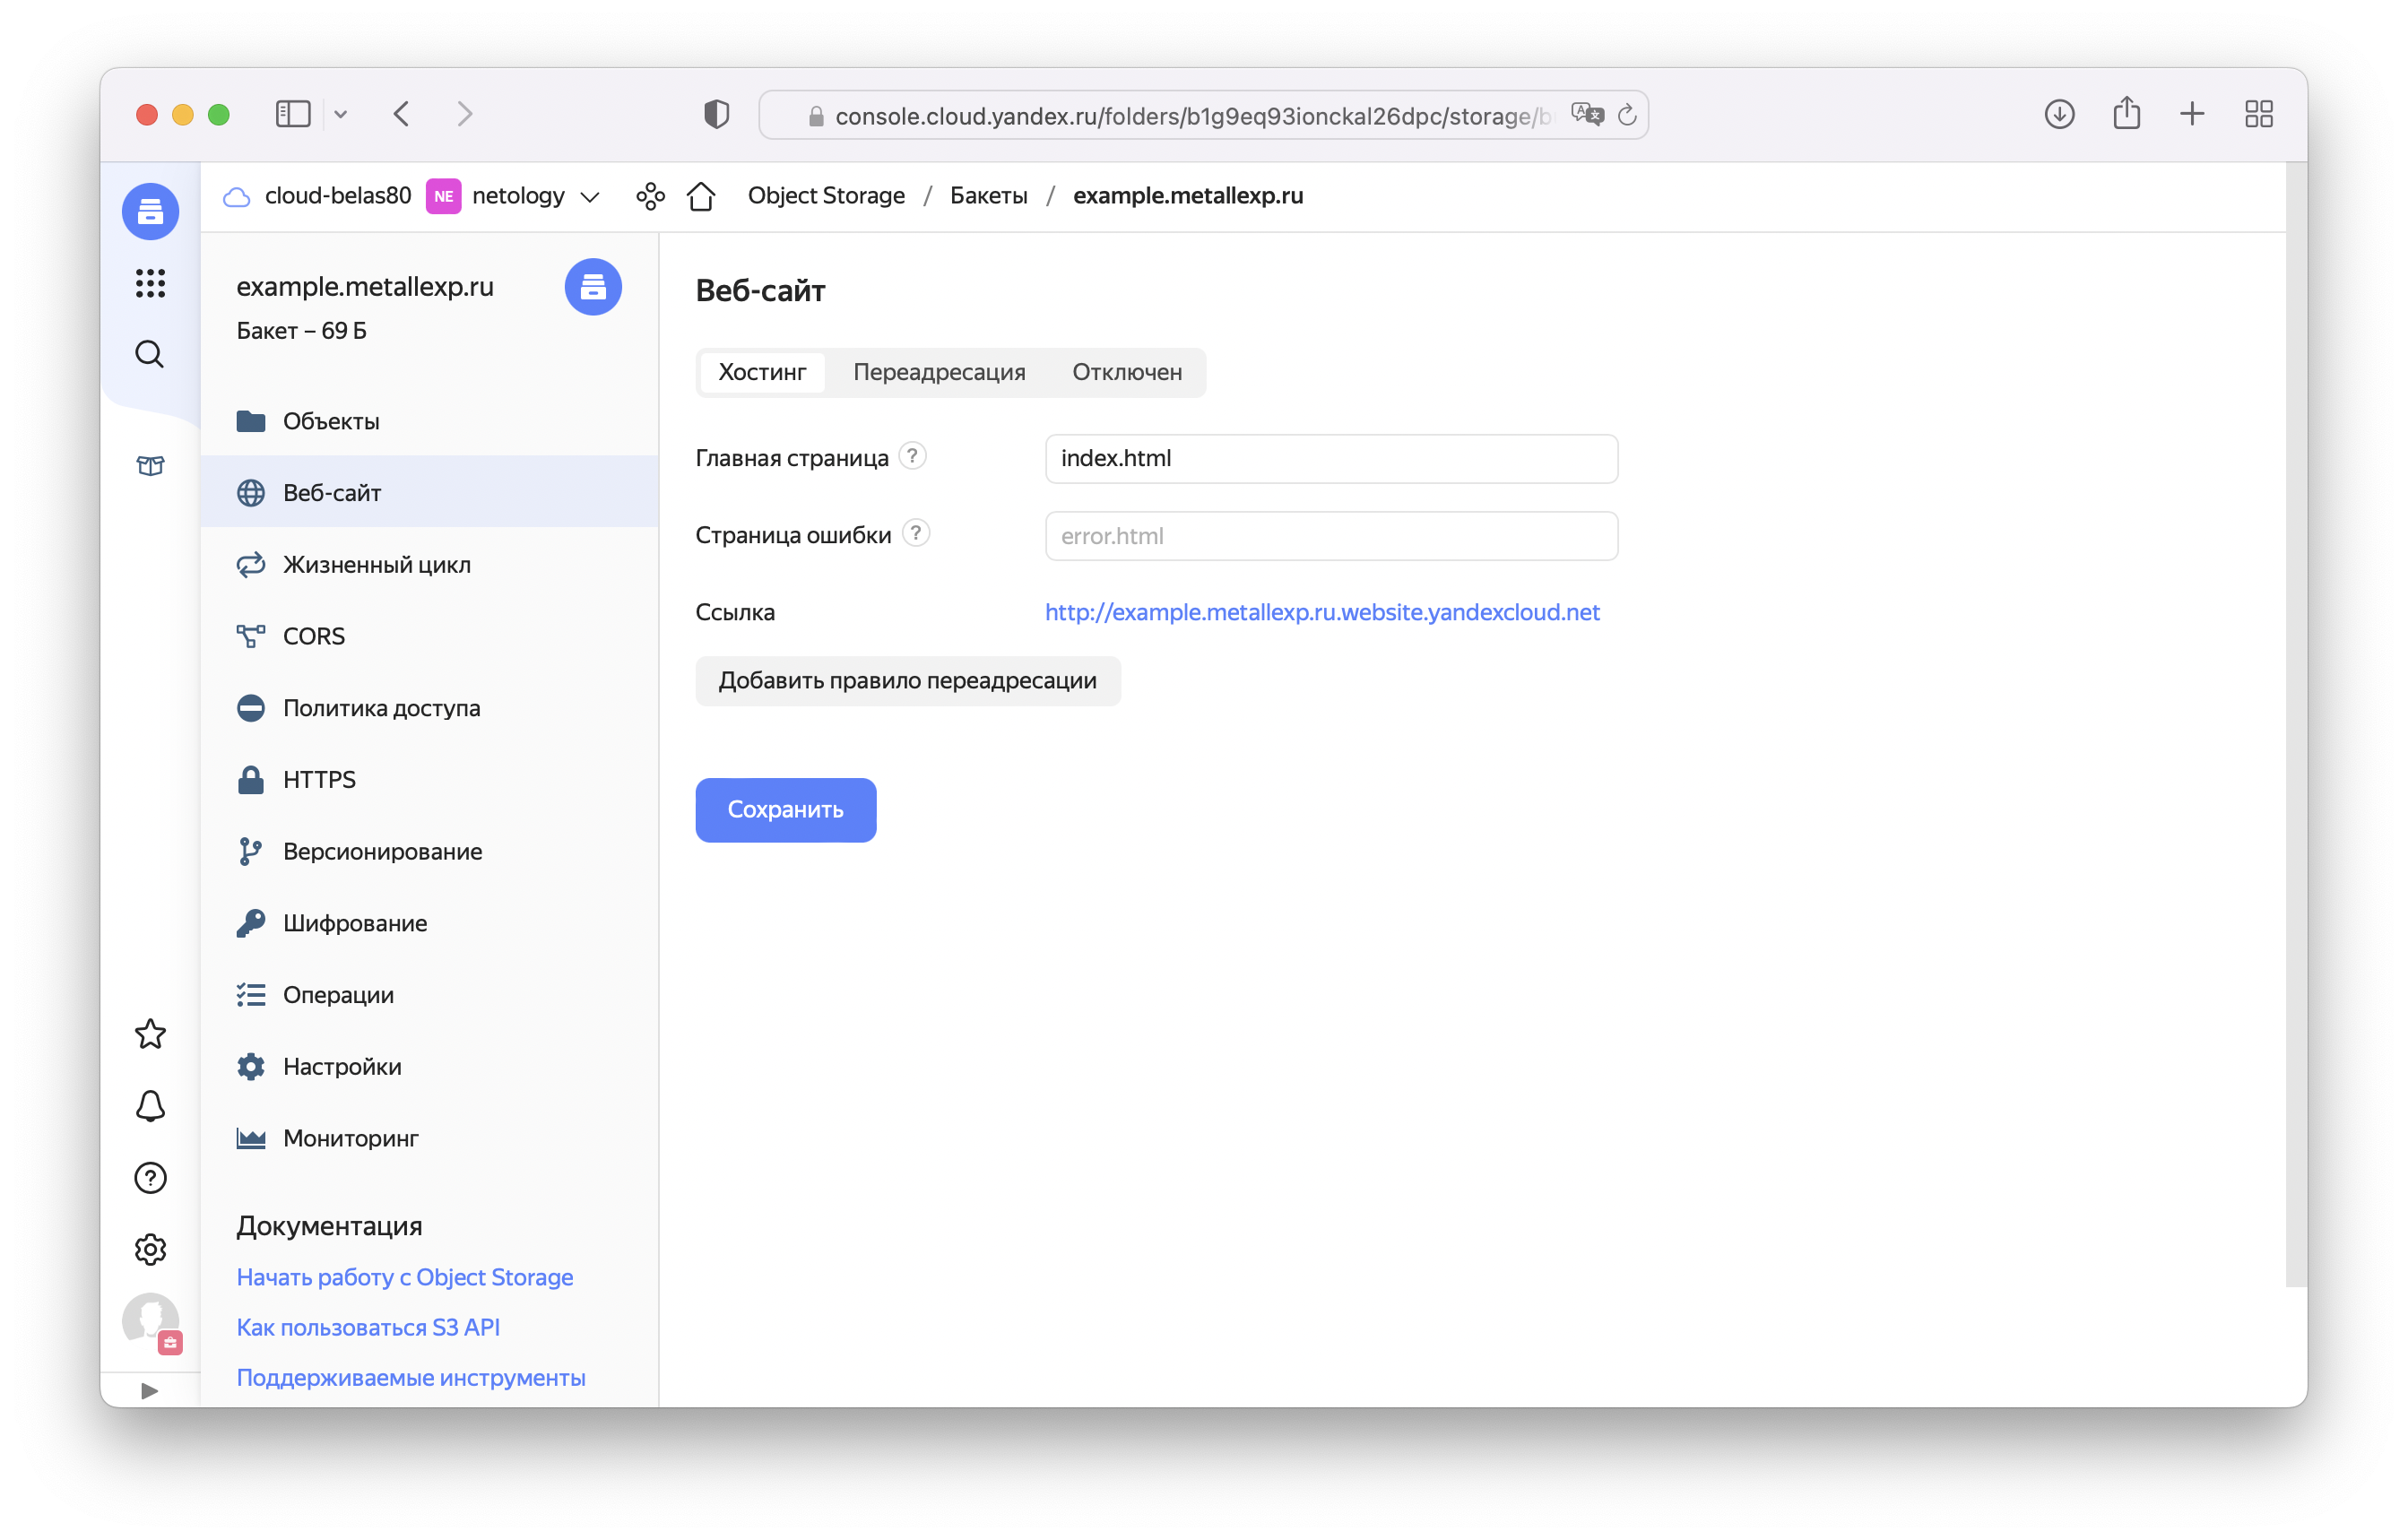 console.cloud.yandex.ru/folders/b1g9eq93ionckal26dpc/storage/b
cloud-belas80 NE netology Object Storage / Бакеты / example.metallexp.ru
example.metallexp.ru
Бакет – 69 Б
Объекты
Веб-сайт
Жизненный цикл
CORS
Политика доступа
HTTPS
Версионирование
Шифрование
Операции
Настройки
Мониторинг
Документация
Начать работу с Object Storage
Как пользоваться S3 API
Поддерживаемые инструменты
Веб-сайт
Хостинг Переадресация Отключен
Главная страница ? index.html
Страница ошибки ? error.html
Ссылка http://example.metallexp.ru.website.yandexcloud.net
Добавить правило переадресации
Сохранить